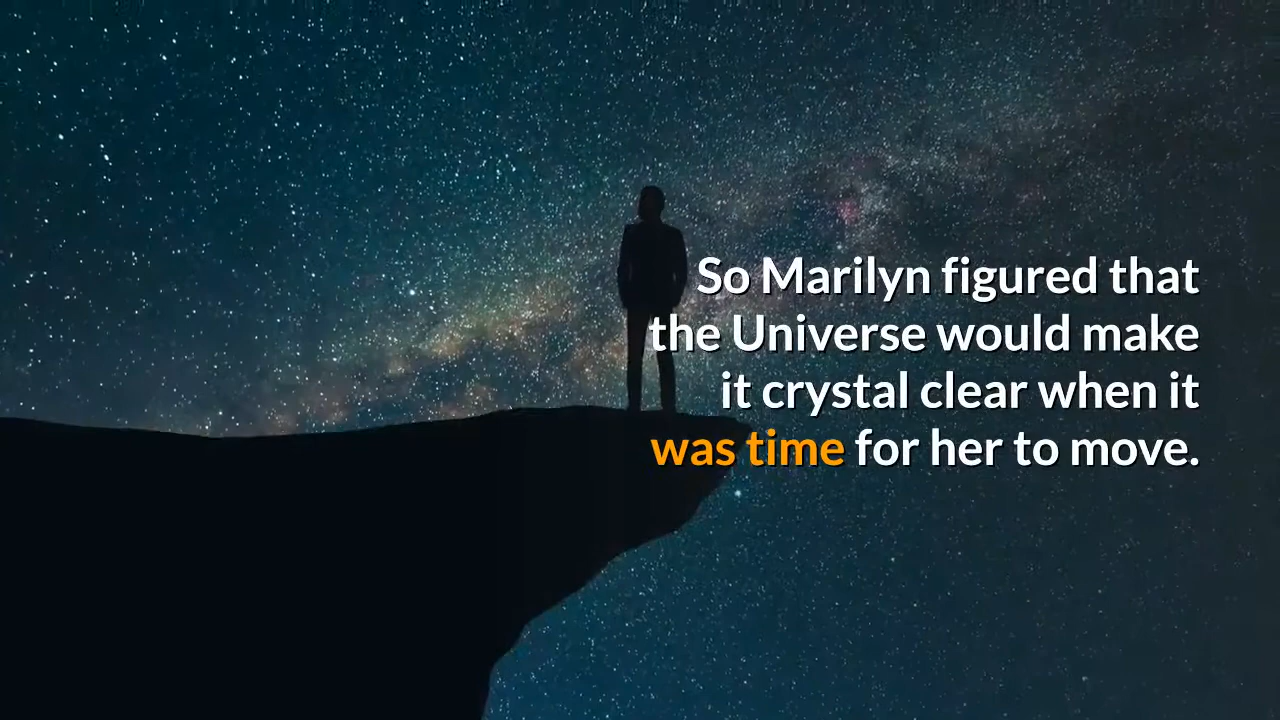 So Marilyn figured that
the Universe would make
it crystal clear when it
was time for her to move.